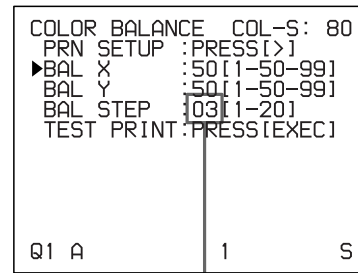 COLOR BALANCE COL-S: 80
PRN SETUP :PRESS[>]
▶BAL X :50[1-50-99]
BAL Y :50[1-50-99]
BAL STEP :03[1-20]
TEST PRINT:PRESS[EXEC]
Q1 A 1 S